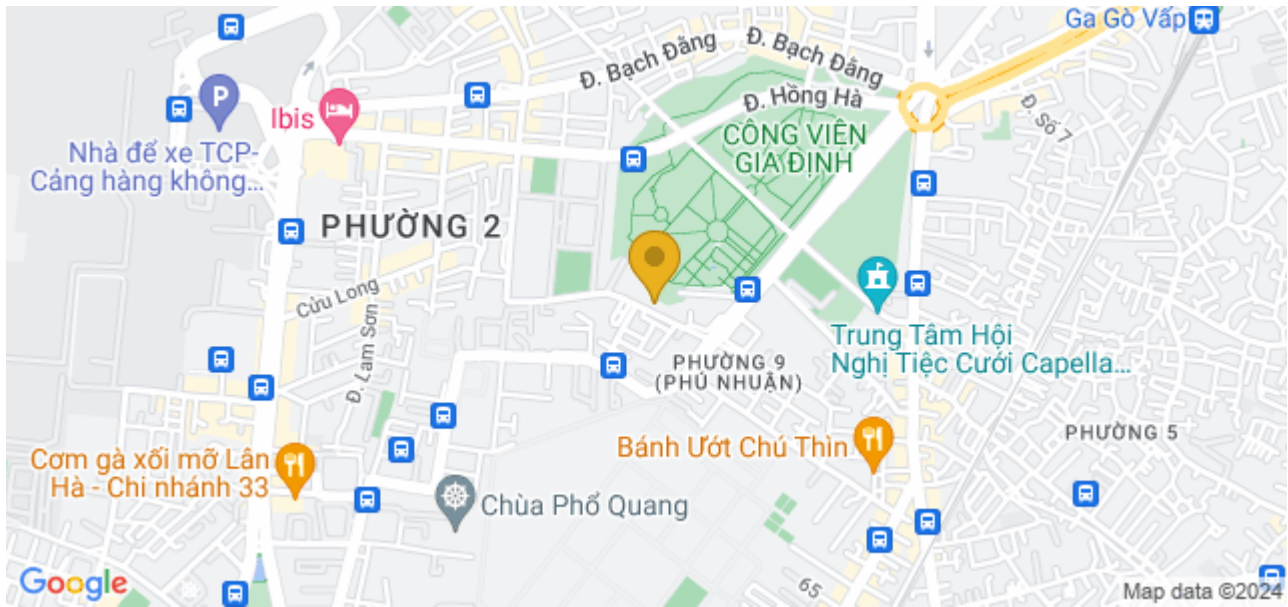 Ga Gò Vấp
Đ. Bạch Đằng
Đ. Bạch Đằng
Đ. Hồng Hà
Đ. Số 7
P
Ibis
CÔNG VIÊN
GIA ĐỊNH
Nhà để xe TCP-
Cảng hàng không...
PHƯỜNG 2
Cửu Long
Đ. Lam Sơn
Trung Tâm Hội
Nghị Tiệc Cưới Capella...
PHƯỜNG 9
(PHÚ NHUẬN)
PHƯỜNG 5
Bánh Ướt Chú Thìn
Cơm gà xối mỡ Lân
Hà - Chi nhánh 33
Chùa Phổ Quang
65
Google
Map data ©2024